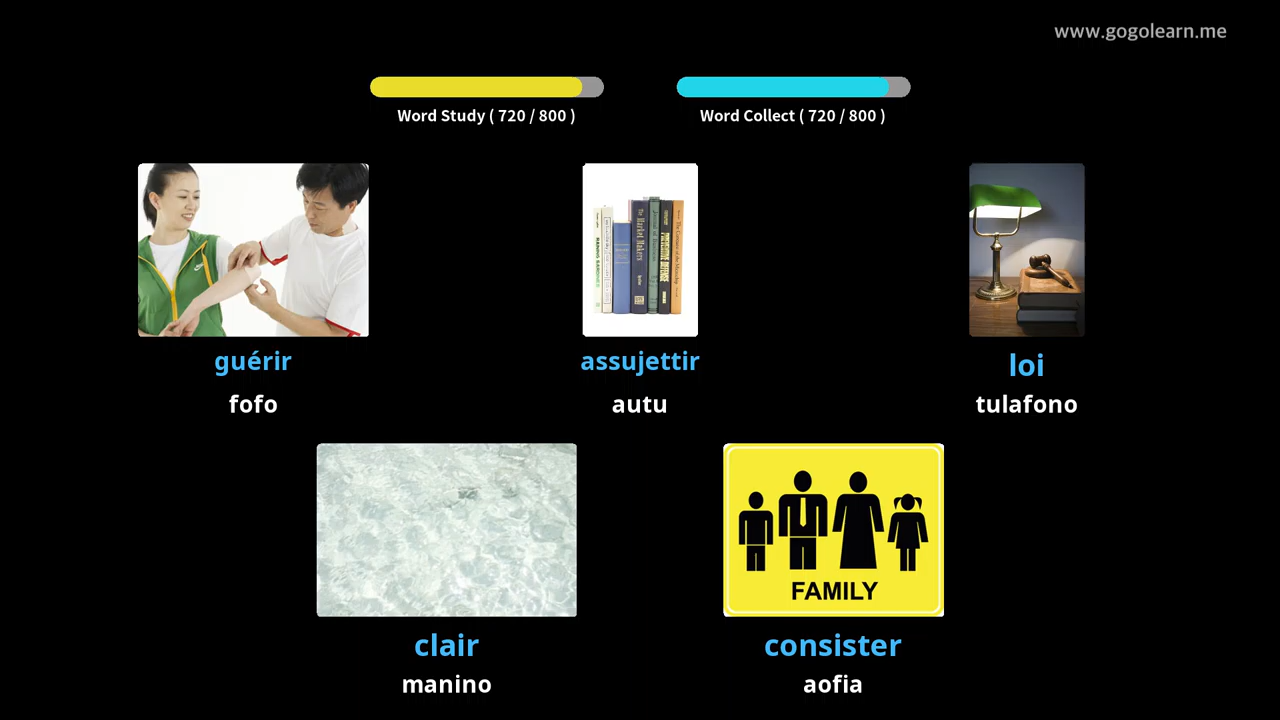 www.gogolearn.me
Word Study ( 720 / 800 )
Word Collect ( 720 / 800 )
guérir
assujettir
loi
fofo
autu
tulafono
FAMILY
clair
consister
manino
aofia